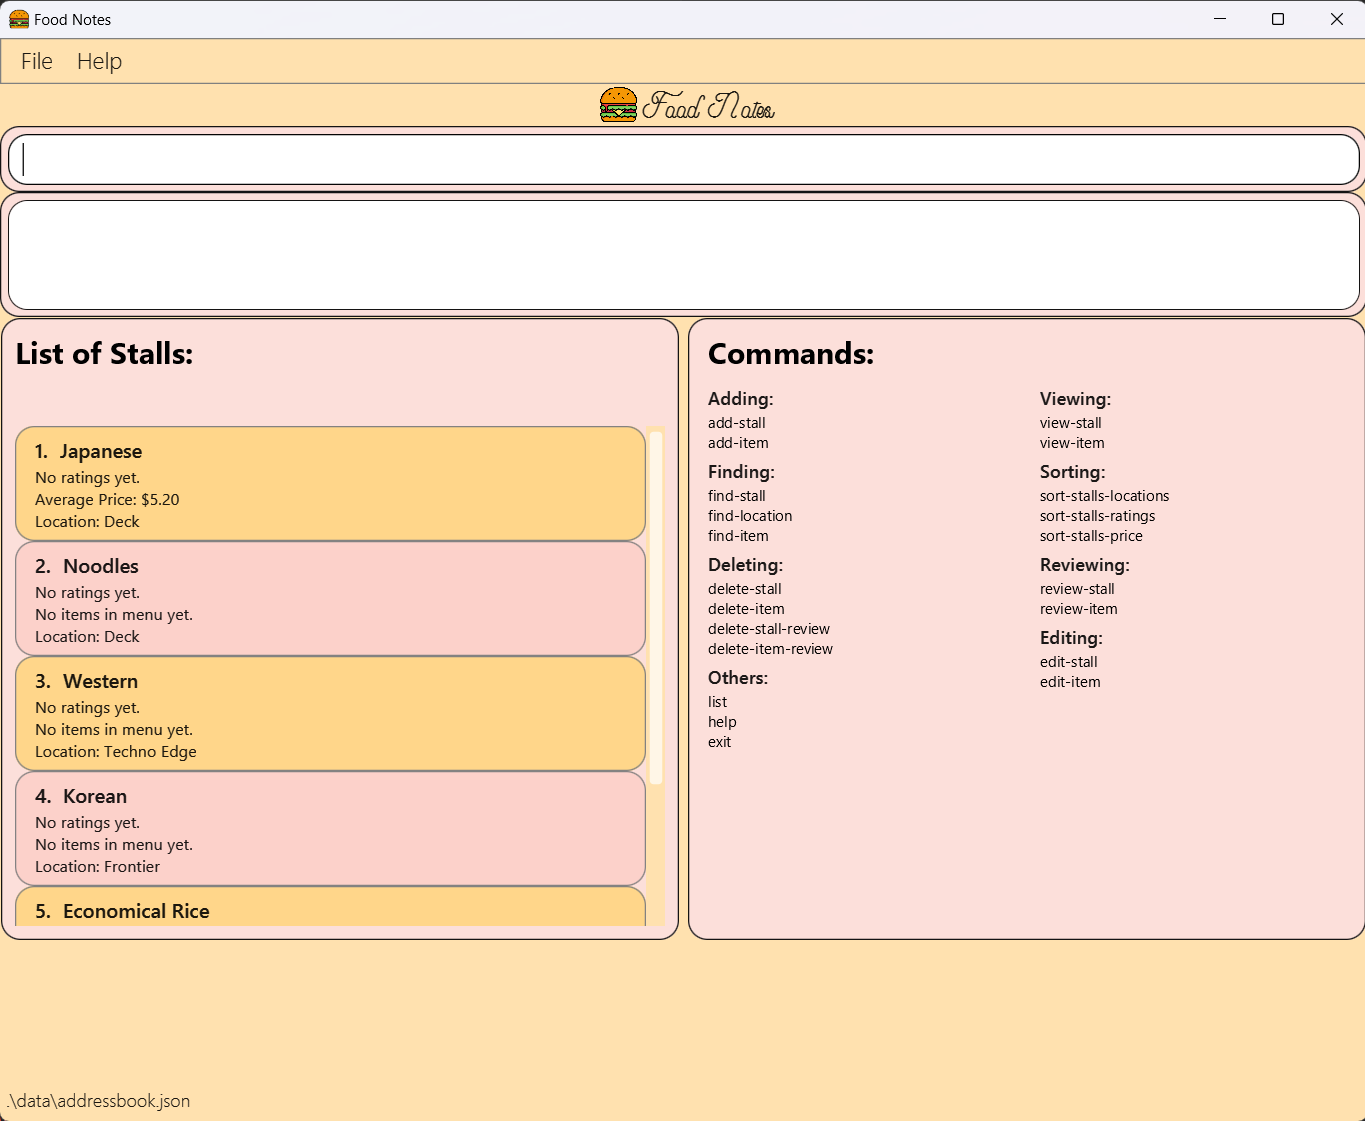 Food Notes
File Help
Food Notes
List of Stalls:
1. Japanese
No ratings yet.
Average Price: $5.20
Location: Deck
2. Noodles
No ratings yet.
No items in menu yet.
Location: Deck
3. Western
No ratings yet.
No items in menu yet.
Location: Techno Edge
4. Korean
No ratings yet.
No items in menu yet.
Location: Frontier
5. Economical Rice
Commands:
Adding:
add-stall
add-item
Finding:
find-stall
find-location
find-item
Deleting:
delete-stall
delete-item
delete-stall-review
delete-item-review
Others:
list
help
exit
Viewing:
view-stall
view-item
Sorting:
sort-stalls-locations
sort-stalls-ratings
sort-stalls-price
Reviewing:
review-stall
review-item
Editing:
edit-stall
edit-item
.\data\addressbook.json